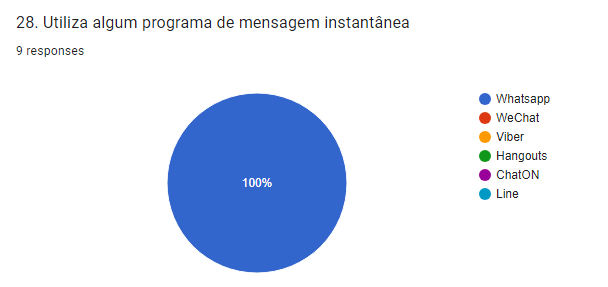 28. Utiliza algum programa de mensagem instantânea
9 responses
100%
Whatsapp
WeChat
Viber
Hangouts
ChatON
Line